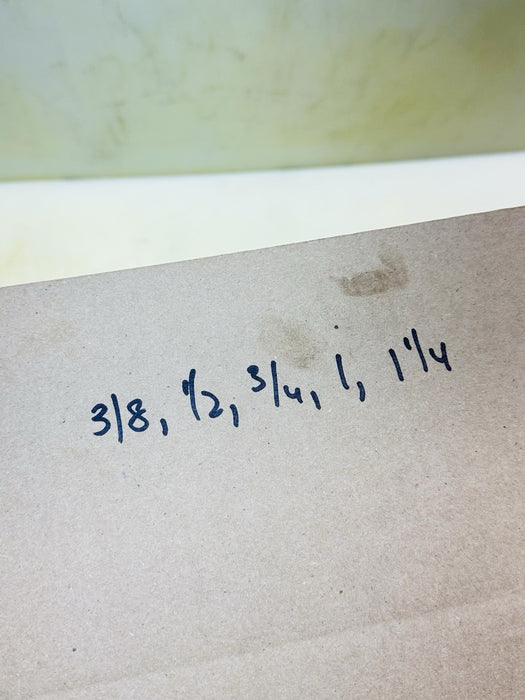 3/8, 1/2, 3/4, 1, 1 1/4